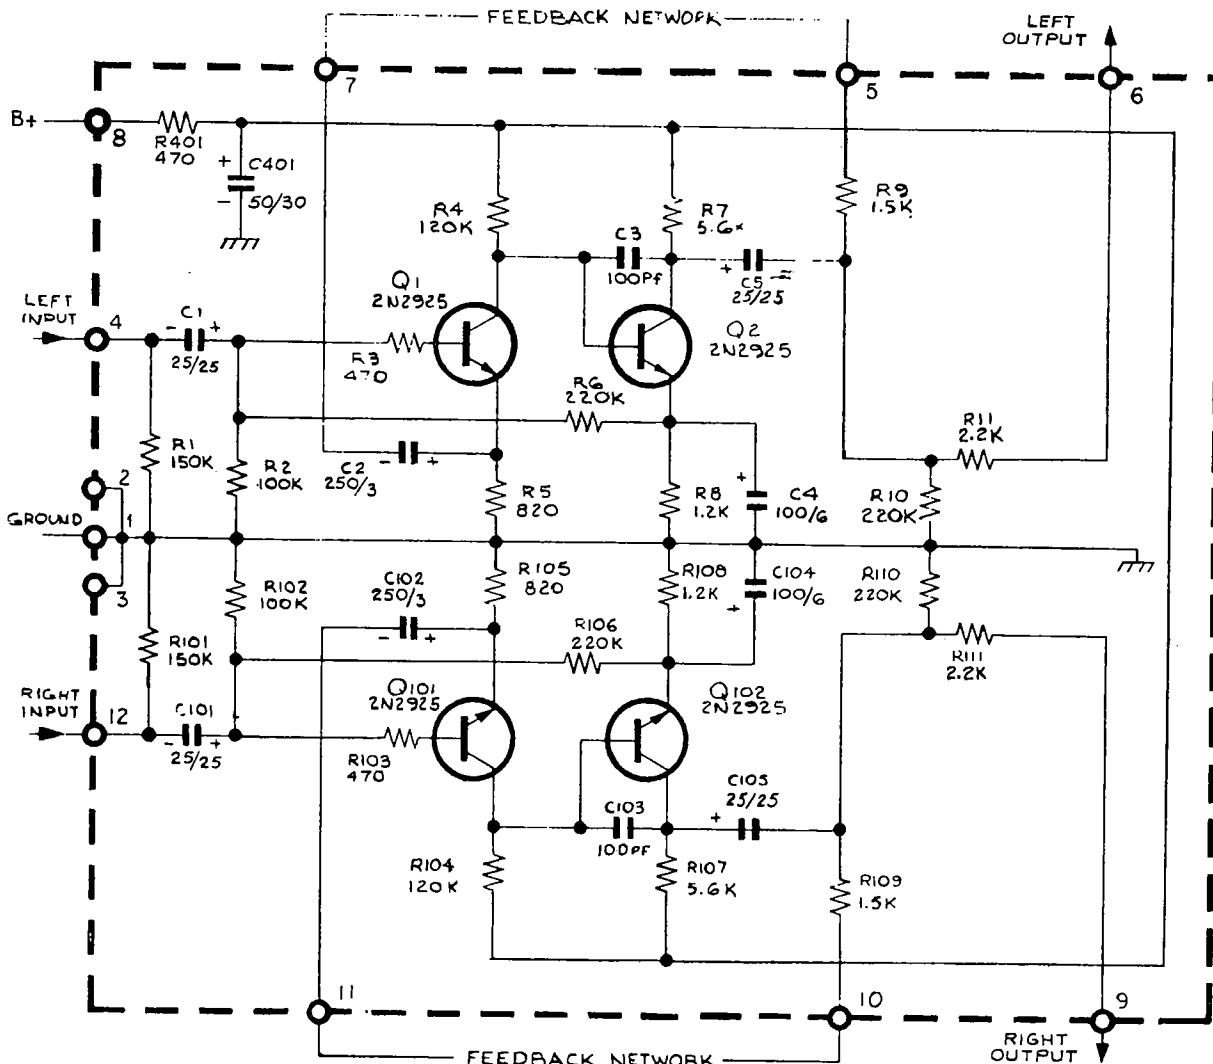 FEEDBACK NETWORK
LEFT
OUTPUT
7
5
6
B+
8
R401
470
+
C401
-
50/30
R4
120K
C3
100Pf
R7
5.6K
R9
1.5K
+
C5
25/25
LEFT
INPUT
4
C1
- +
25/25
Q1
2N2925
R3
470
Q2
2N2925
R6
220K
R11
2.2K
R1
150K
R2
100K
C2
- +
250/3
R5
820
R8
1.2K
+
C4
100/6
R10
220K
2
GROUND
1
3
R102
100K
C102
250/3
- +
R105
820
R108
1.2K
C104
100/6
+
R110
220K
R101
150K
R106
220K
R111
2.2K
RIGHT
INPUT
12
C101
- +
25/25
Q101
2N2925
R103
470
Q102
2N2925
C103
100PF
C105
25/25
+
R104
120K
R107
5.6K
R109
1.5K
11
10
9
FEEDBACK NETWORK
RIGHT
OUTPUT